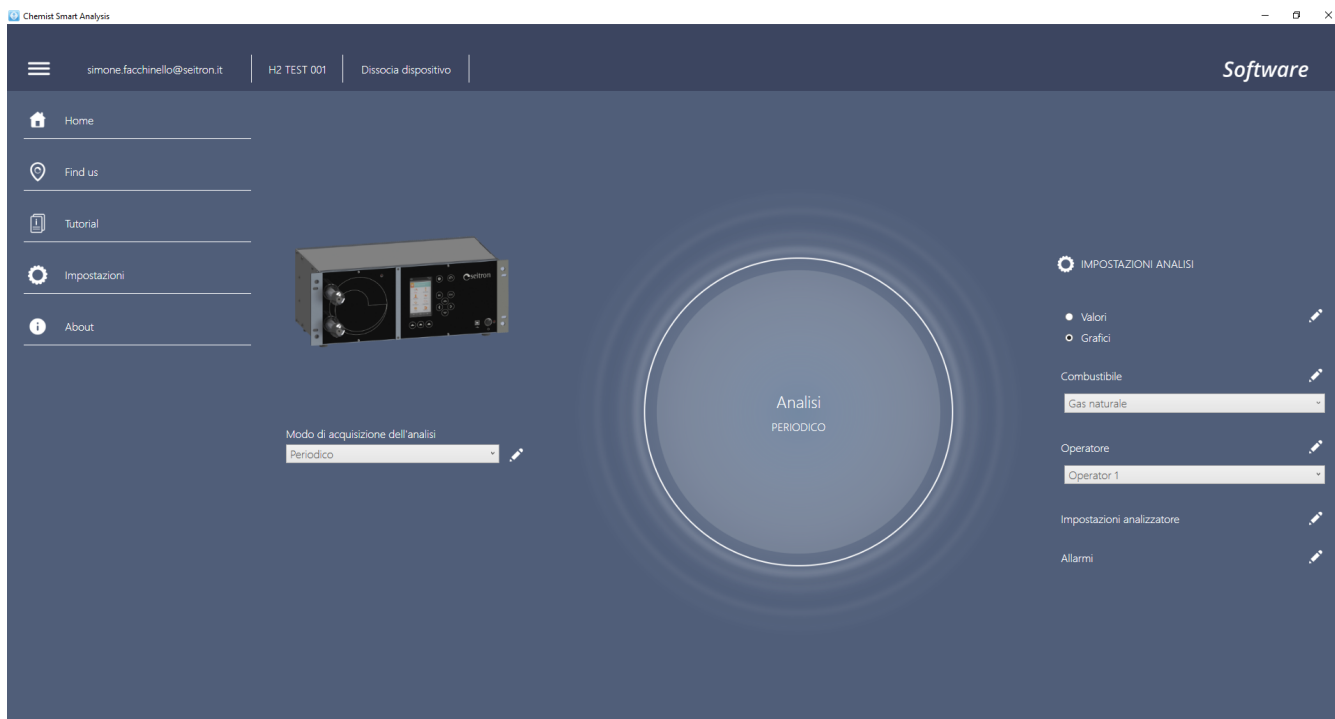 Chemist Smart Analysis
simone.facchinello@seitron.it
H2 TEST 001
Dissocia dispositivo
Software
Home
Find us
Tutorial
Impostazioni
About
seitron
Modo di acquisizione dell'analisi
Periodico
Analisi
PERIODICO
IMPOSTAZIONI ANALISI
Valori
Grafici
Combustibile
Gas naturale
Operatore
Operator 1
Impostazioni analizzatore
Allarmi